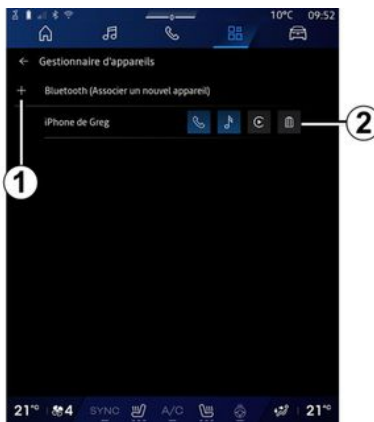 10°C 09:52
Gestionnaire d'appareils
Bluetooth (Associer un nouvel appareil)
iPhone de Greg
1
2
21°C 4 SYNC A/C 21°C